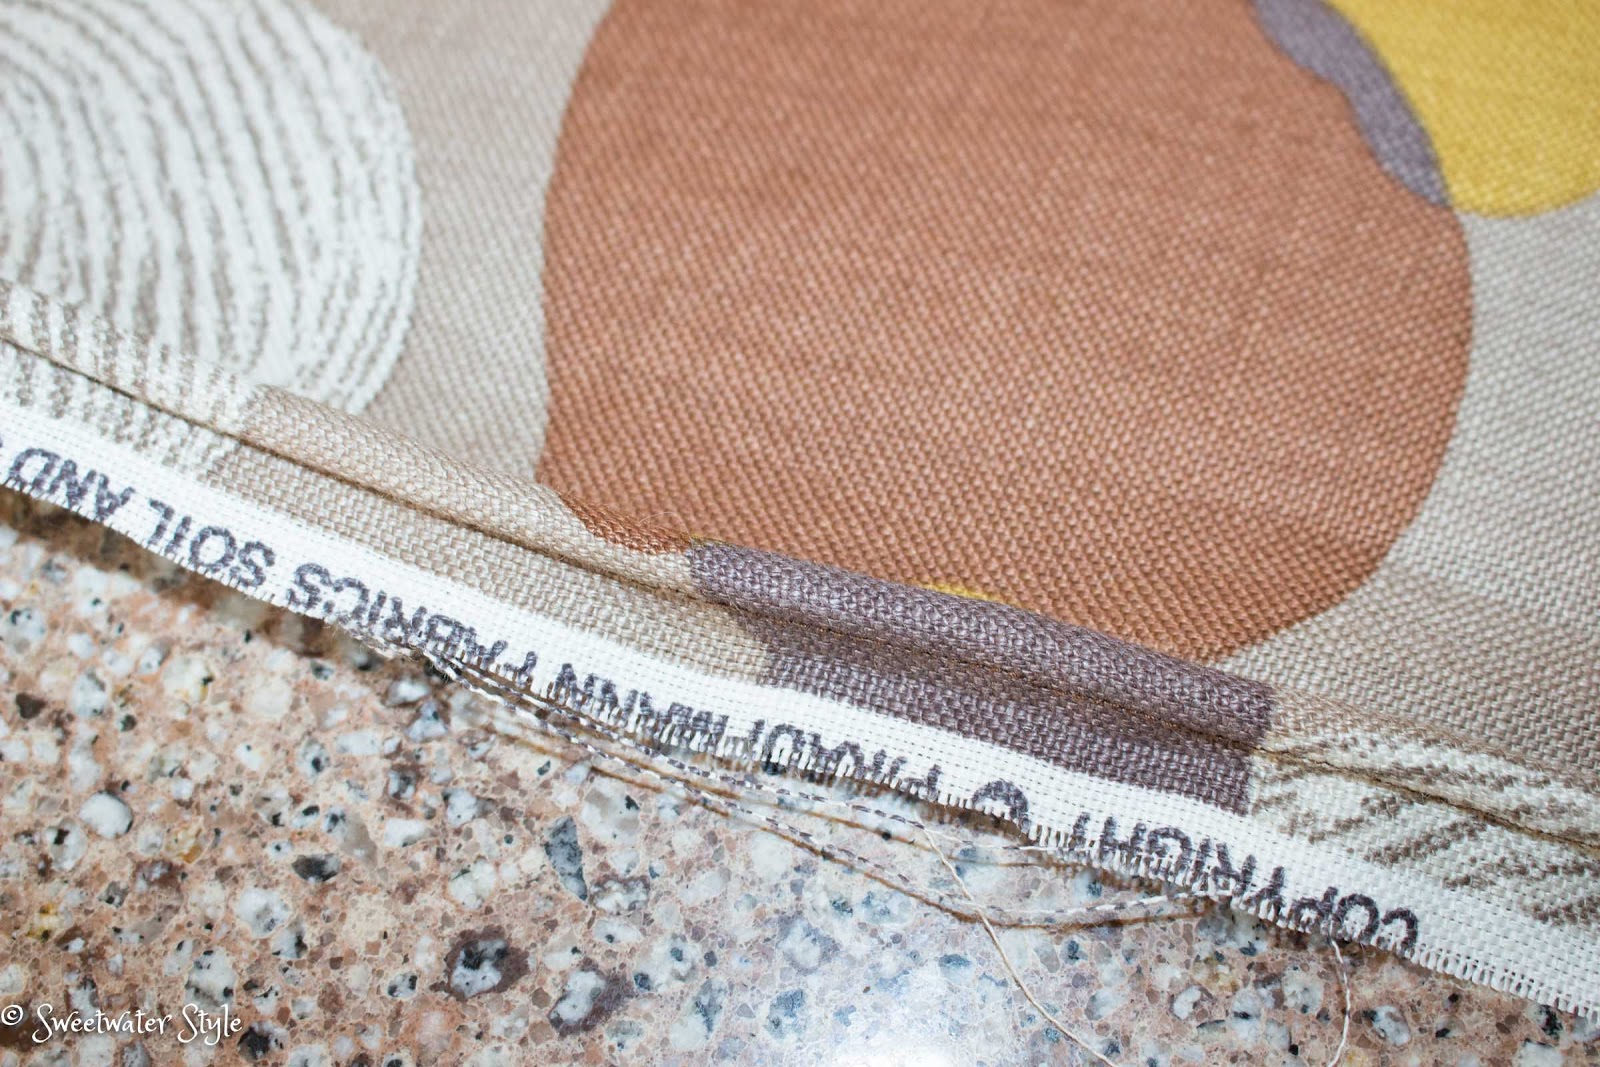 COPYRIGHT © P/KAUFMANN FABRICS SOIL AND
© Sweetwater Style